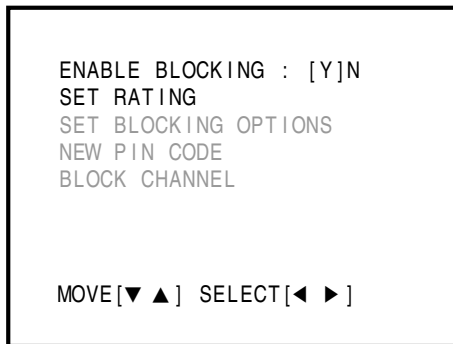 ENABLE BLOCKING : [Y]N
SET RATING
SET BLOCKING OPTIONS
NEW PIN CODE
BLOCK CHANNEL
MOVE[▼ ▲] SELECT[◀ ▶]